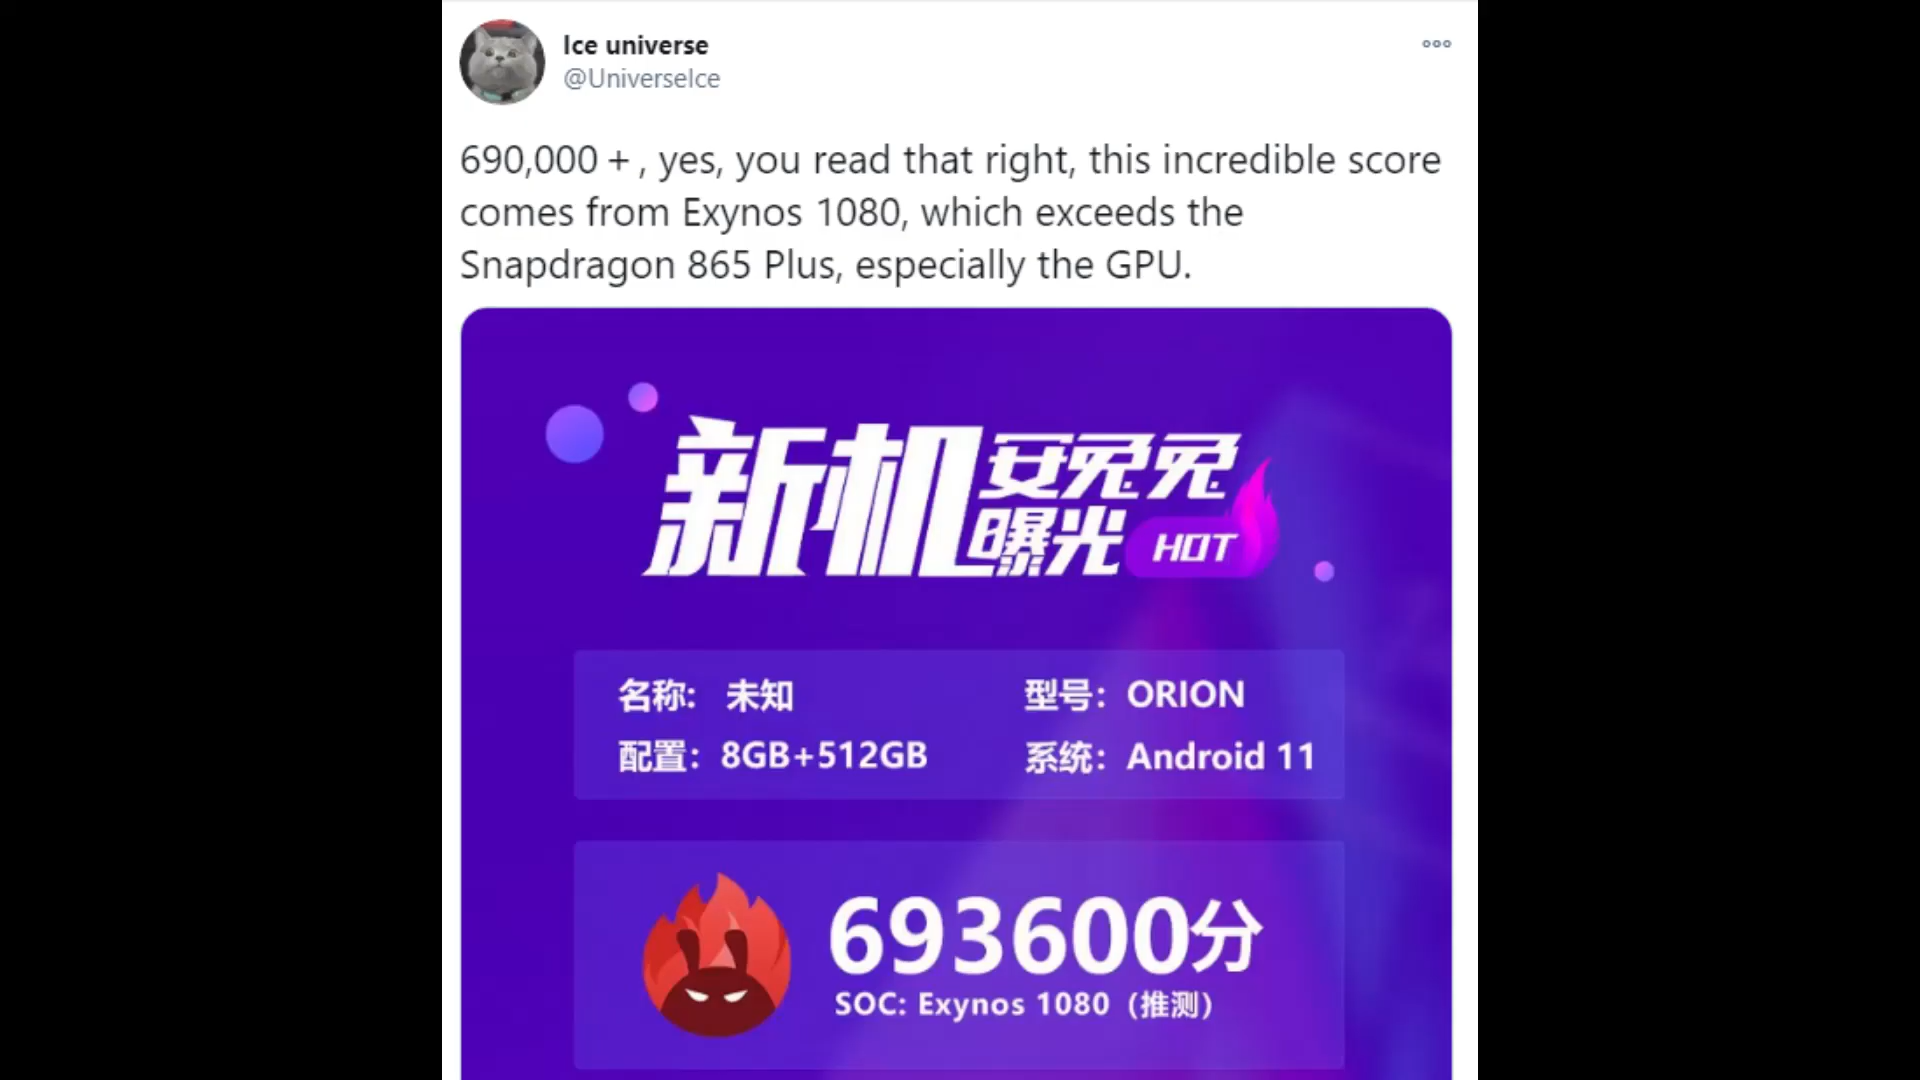 Ice universe
@UniverseIce
690,000 + , yes, you read that right, this incredible score
comes from Exynos 1080, which exceeds the
Snapdragon 865 Plus, especially the GPU.
新机 安兔兔
曝光 HOT
名称: 未知 型号: ORION
配置: 8GB+512GB 系统: Android 11
693600分
SOC: Exynos 1080 (推测)